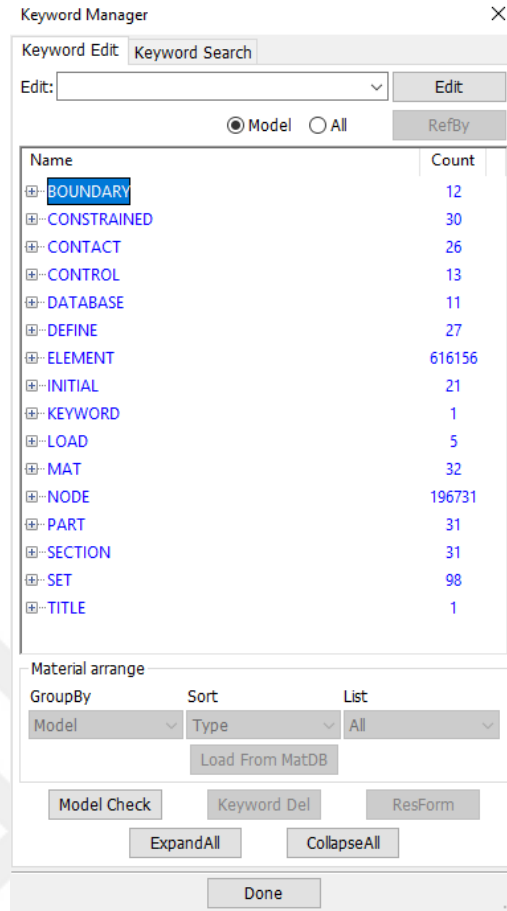 Keyword Manager
Keyword Edit Keyword Search
Edit: Edit
Model All RefBy
Name Count
BOUNDARY 12
CONSTRAINED 30
CONTACT 26
CONTROL 13
DATABASE 11
DEFINE 27
ELEMENT 616156
INITIAL 21
KEYWORD 1
LOAD 5
MAT 32
NODE 196731
PART 31
SECTION 31
SET 98
TITLE 1
Material arrange
GroupBy Sort List
Model Type All
Load From MatDB
Model Check Keyword Del ResForm
ExpandAll CollapseAll
Done